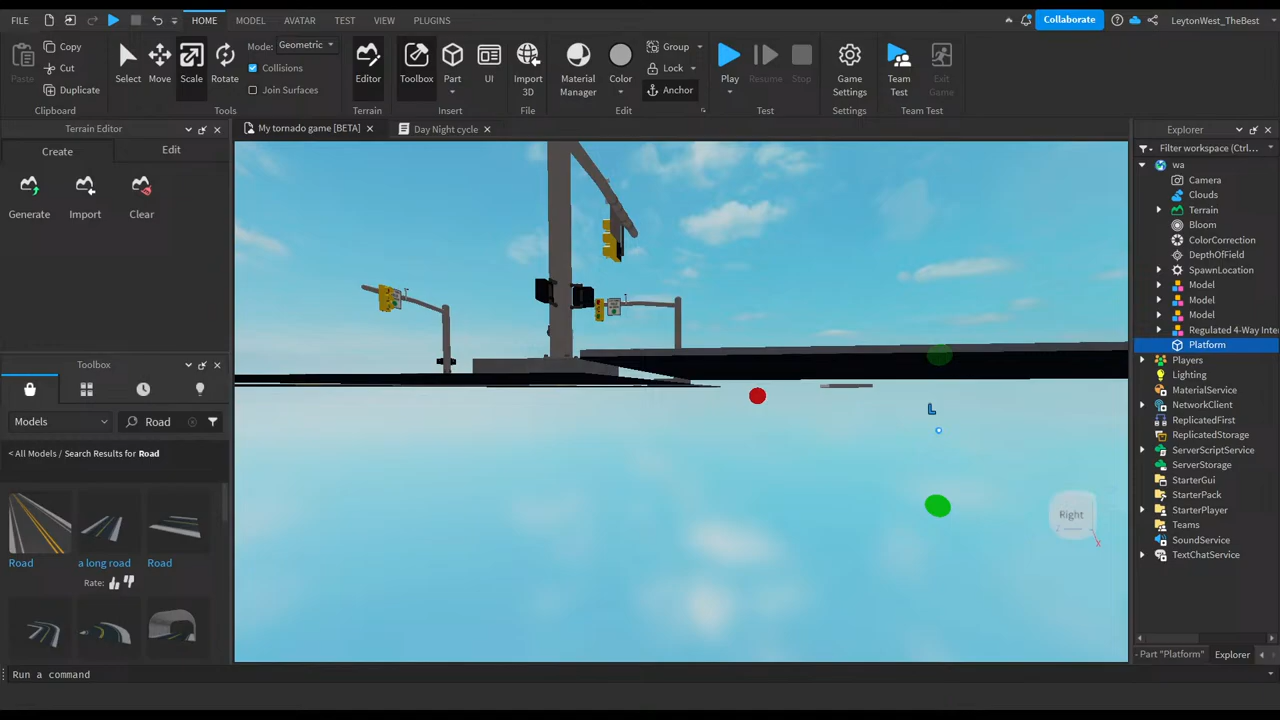 FILE HOME MODEL AVATAR TEST VIEW PLUGINS Collaborate LeytonWest_TheBest
Paste Copy Cut Duplicate Select Move Scale Rotate Mode: Geometric Collisions Join Surfaces Editor Toolbox Part UI Import 3D Material Manager Color Group Lock Anchor Play Resume Stop Game Settings Team Test Exit Game
Clipboard Tools Terrain Insert File Edit Test Settings Team Test
Terrain Editor
Create Edit
Generate Import Clear
Toolbox
Models Road
< All Models / Search Results for Road
Road a long road Road
Rate:
My tornado game [BETA] Day Night cycle
L
Right
X
Explorer
Filter workspace (Ctrl...
wa
Camera
Clouds
Terrain
Bloom
ColorCorrection
DepthOfField
SpawnLocation
Model
Model
Model
Regulated 4-Way Inte
Platform
Players
Lighting
MaterialService
NetworkClient
ReplicatedFirst
ReplicatedStorage
ServerScriptService
ServerStorage
StarterGui
StarterPack
StarterPlayer
Teams
SoundService
TextChatService
- Part "Platform" Explorer
Run a command